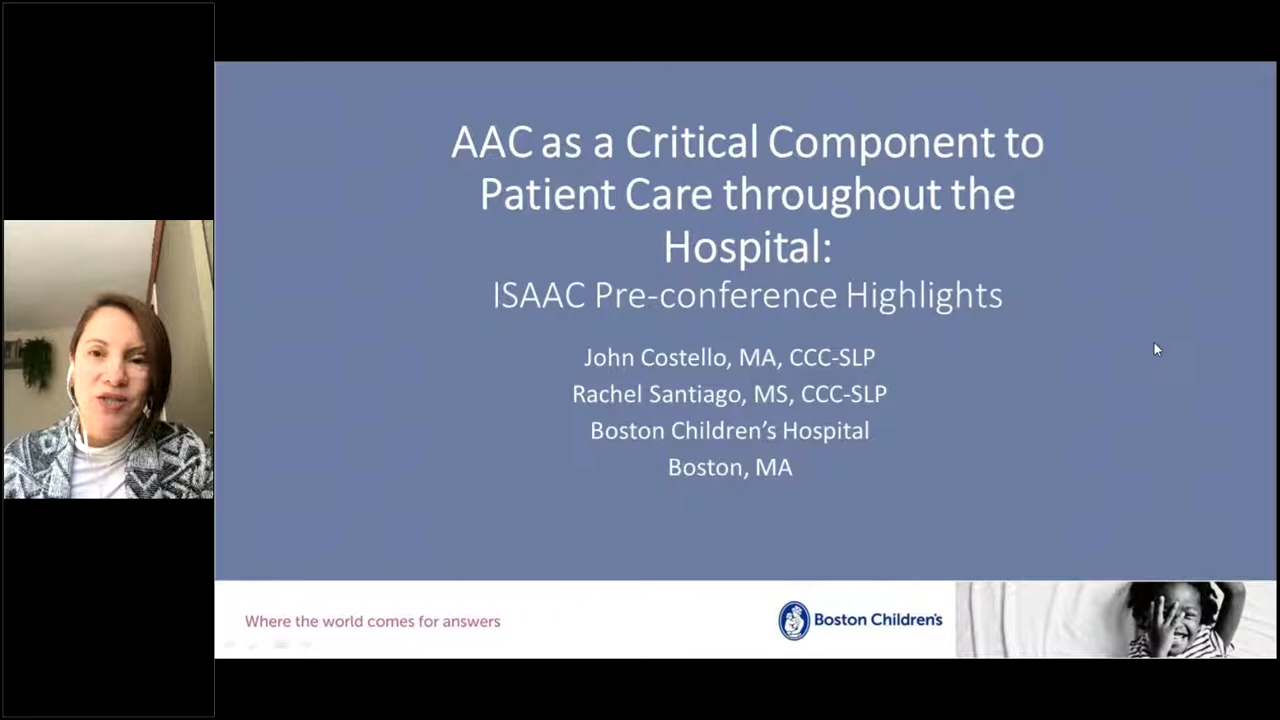 AAC as a Critical Component to
Patient Care throughout the
Hospital:
ISAAC Pre-conference Highlights
John Costello, MA, CCC-SLP
Rachel Santiago, MS, CCC-SLP
Boston Children’s Hospital
Boston, MA
Where the world comes for answers
Boston Children’s